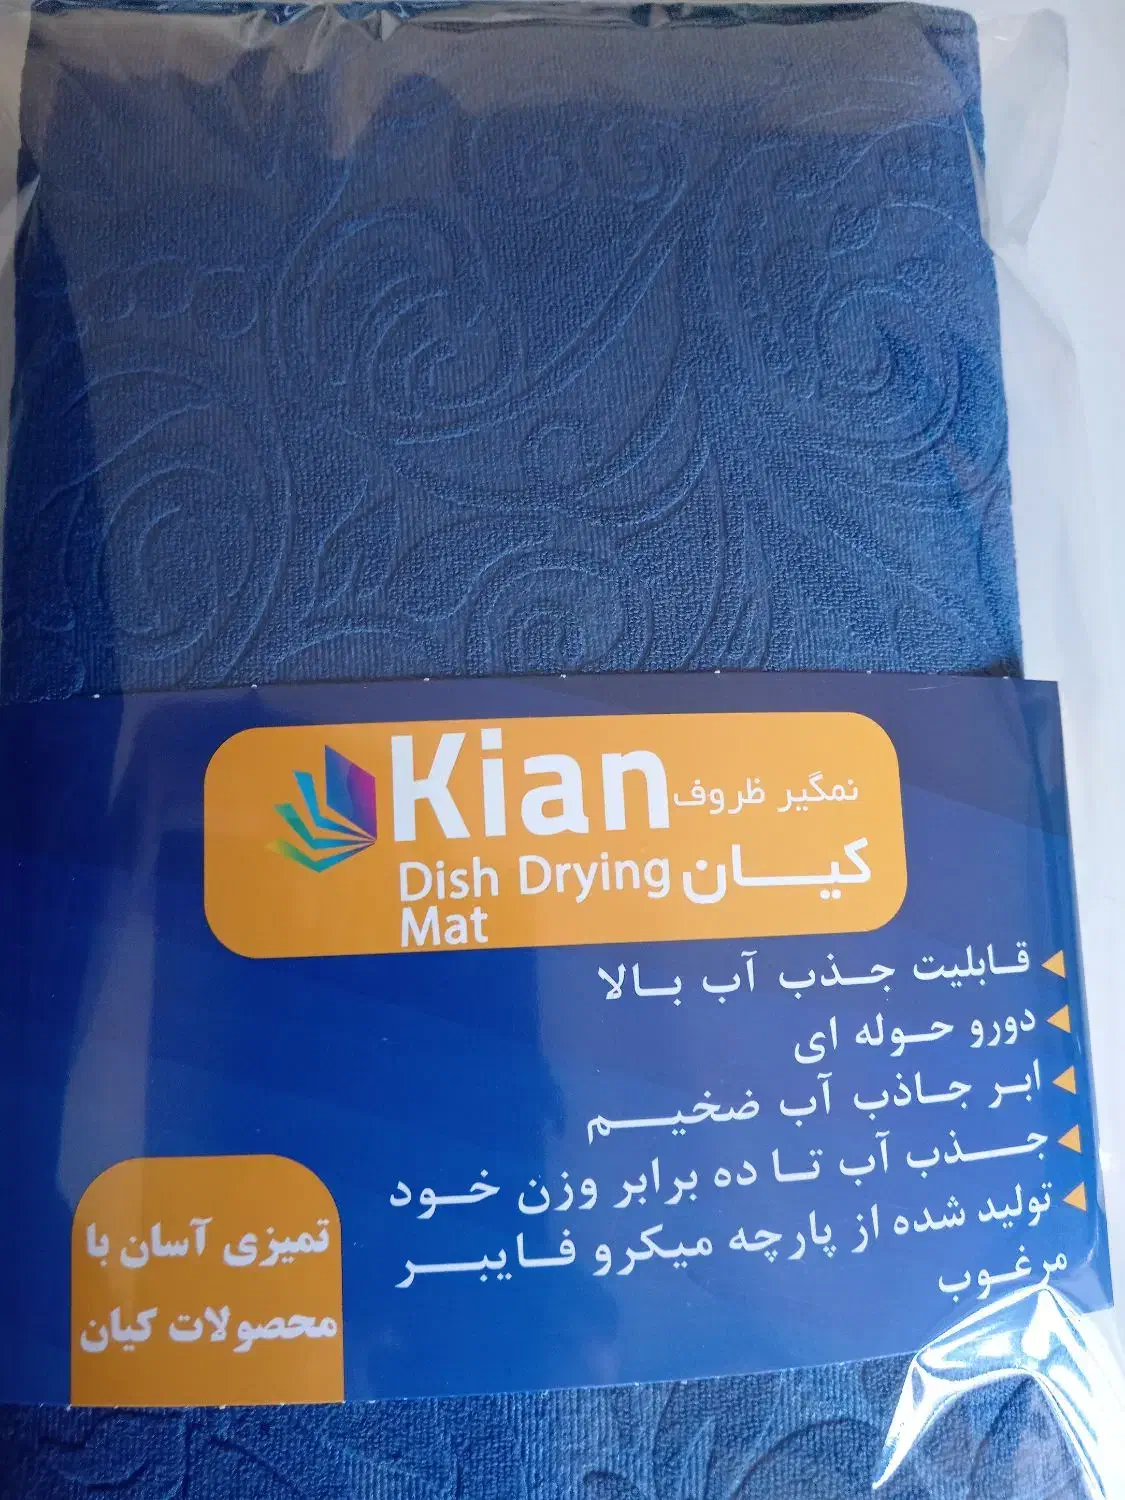 Kian
نمگیر ظروف
Dish Drying
کیان
Mat
قابلیت جذب آب بالا
دورو حوله ای
ابر جاذب آب ضخیم
جذب آب تا ده برابر وزن خود
تولید شده از پارچه میکرو فایبر
مرغوب
تمیزی آسان با
محصولات کیان